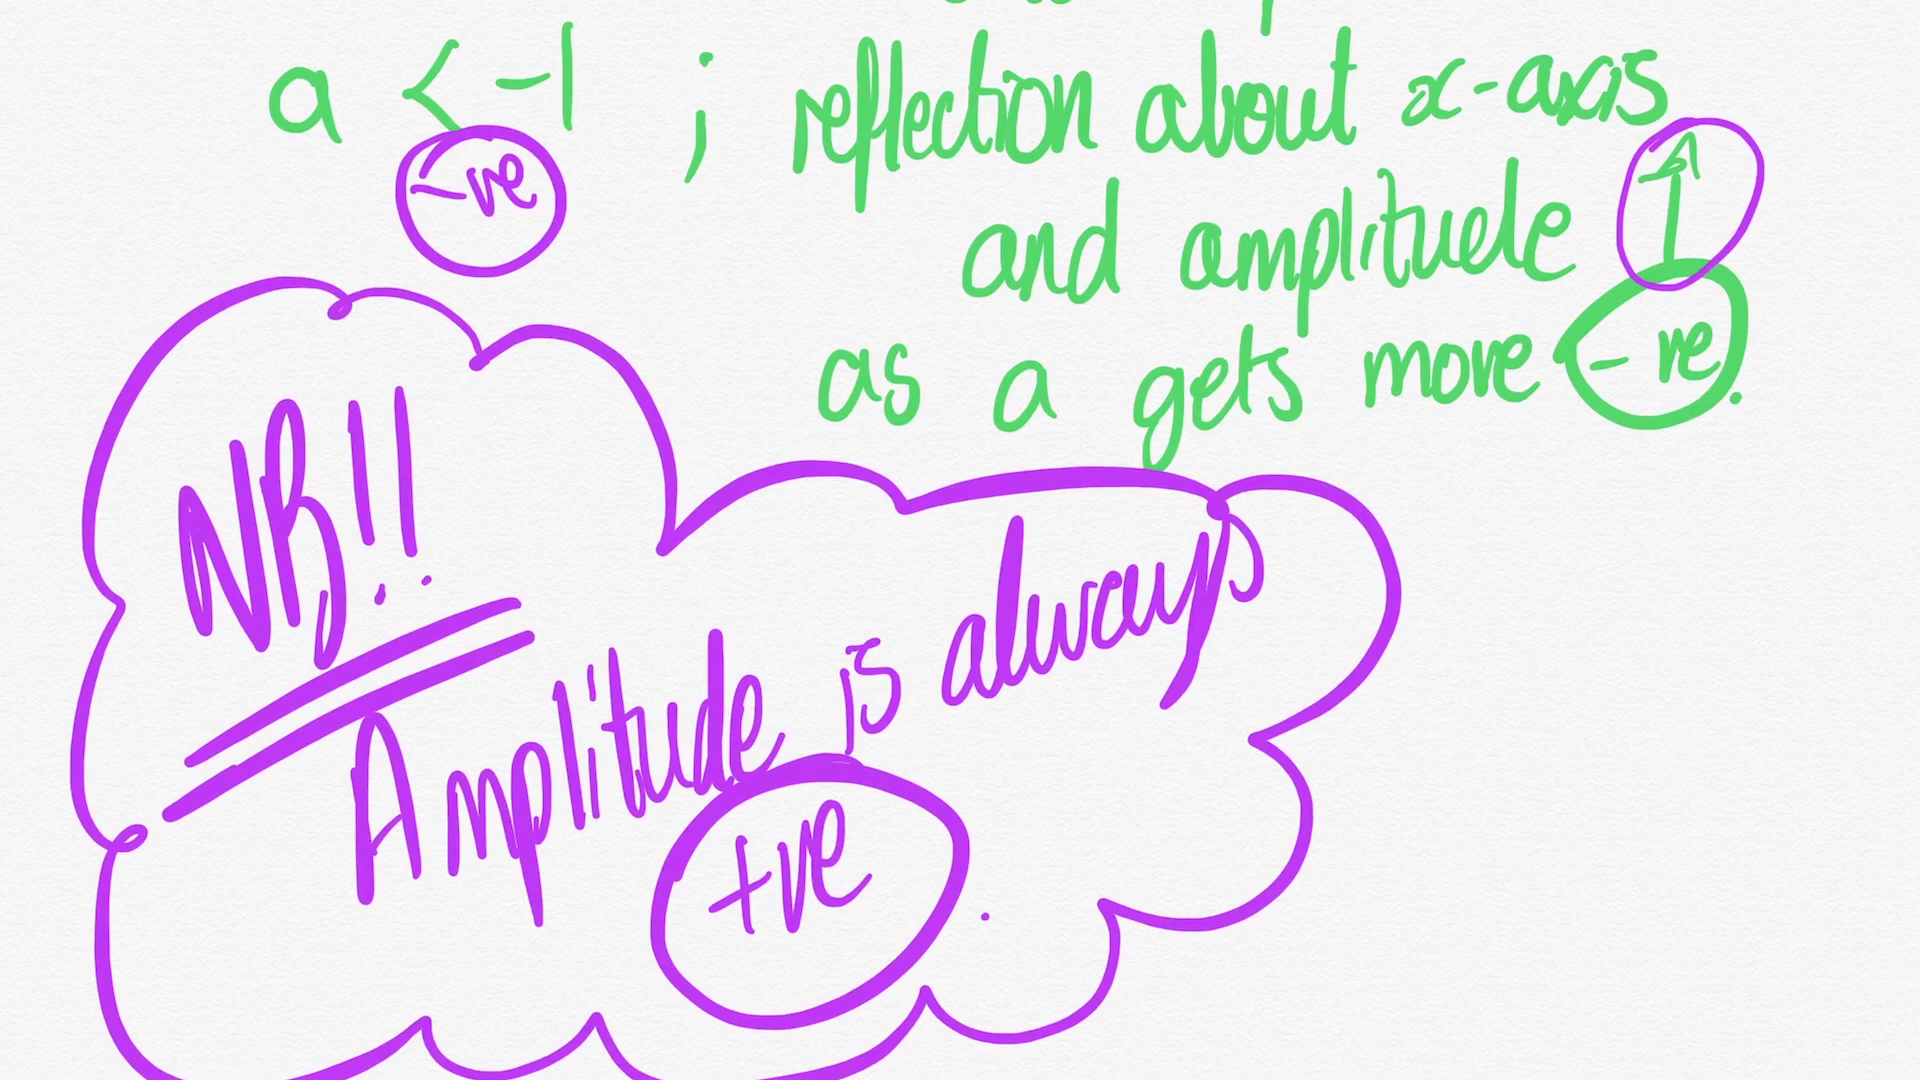 a < -1 ; reflection about x-axis
-ve
and amplitude ↑
as a gets more -ve.
NB!!
Amplitude is always
+ve.